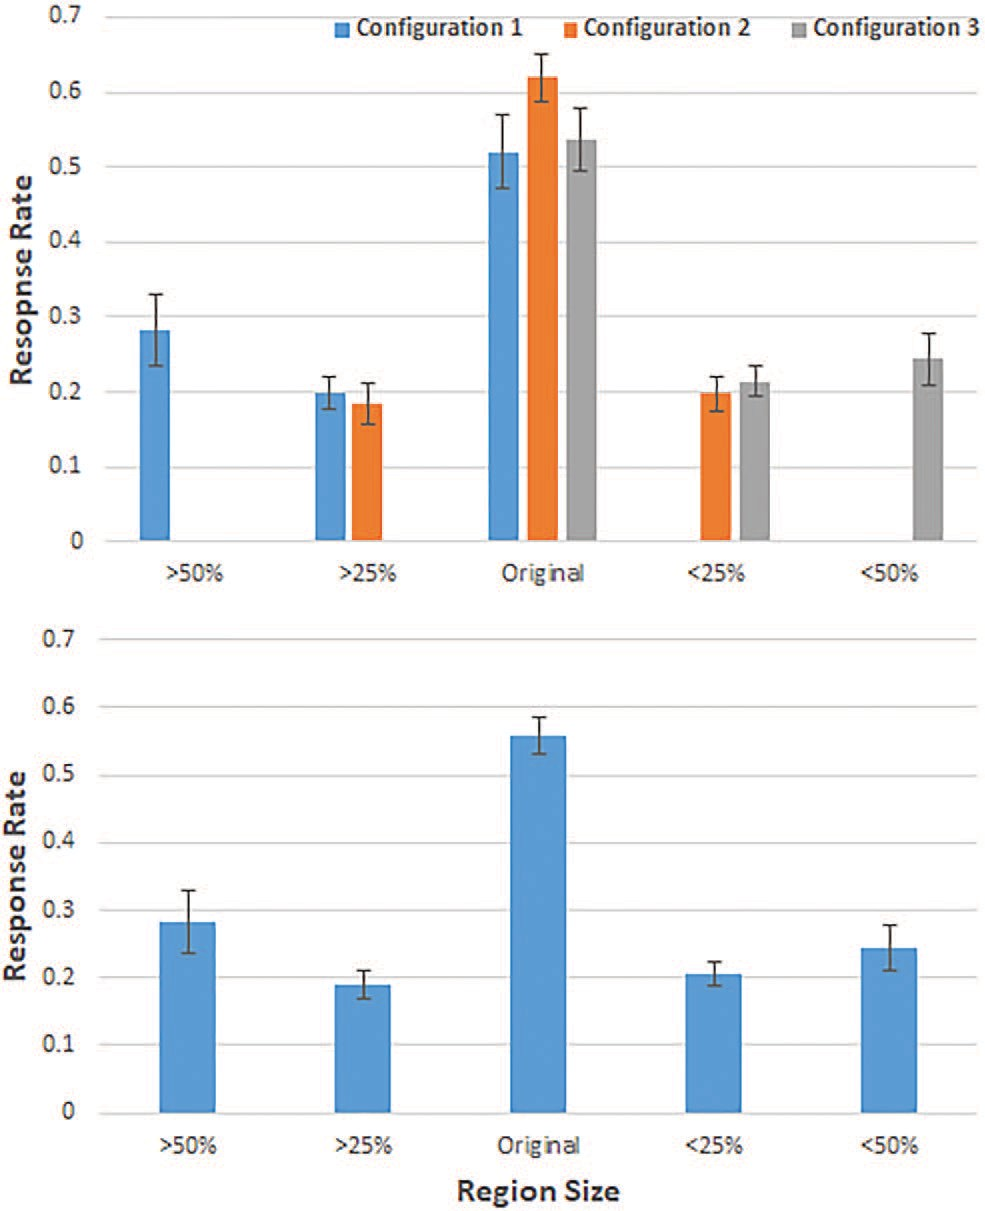 Configuration 1 Configuration 2 Configuration 3
0.7
0.6
0.5
0.4
0.3
0.2
0.1
0
Resopnse Rate
>50% >25% Original <25% <50%
0.7
0.6
0.5
0.4
0.3
0.2
0.1
0
Response Rate
>50% >25% Original <25% <50%
Region Size